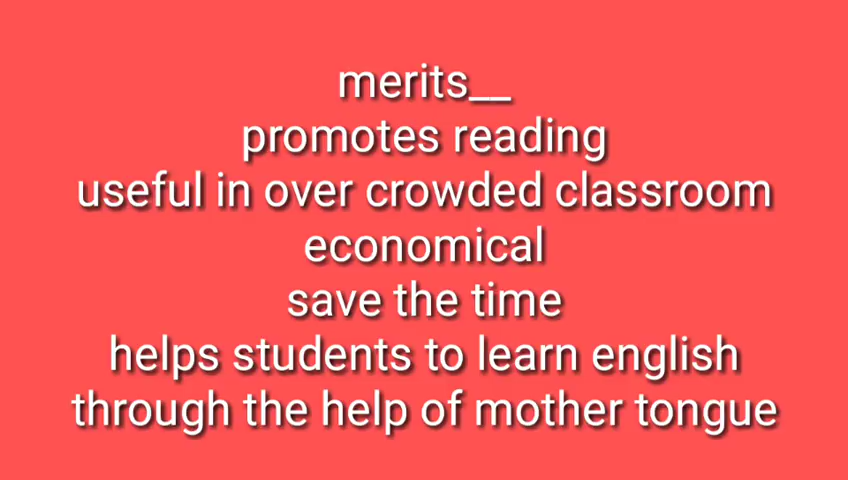 merits__
promotes reading
useful in over crowded classroom
economical
save the time
helps students to learn english
through the help of mother tongue